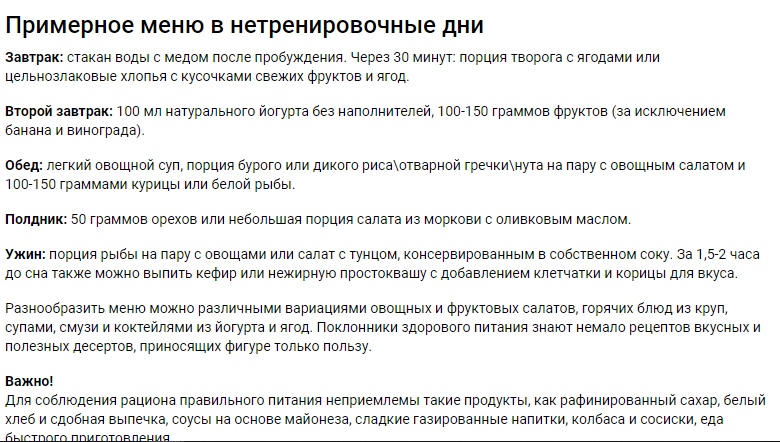 Примерное меню в нетренировочные дни
Завтрак: стакан воды с медом после пробуждения. Через 30 минут: порция творога с ягодами или
цельнозлаковые хлопья с кусочками свежих фруктов и ягод.
Второй завтрак: 100 мл натурального йогурта без наполнителей, 100-150 граммов фруктов (за исключением
банана и винограда).
Обед: легкий овощной суп, порция бурого или дикого риса\отварной гречки\нута на пару с овощным салатом и
100-150 граммами курицы или белой рыбы.
Полдник: 50 граммов орехов или небольшая порция салата из моркови с оливковым маслом.
Ужин: порция рыбы на пару с овощами или салат с тунцом, консервированным в собственном соку. За 1,5-2 часа
до сна также можно выпить кефир или нежирную простоквашу с добавлением клетчатки и корицы для вкуса.
Разнообразить меню можно различными вариациями овощных и фруктовых салатов, горячих блюд из круп,
супами, смузи и коктейлями из йогурта и ягод. Поклонники здорового питания знают немало рецептов вкусных и
полезных десертов, приносящих фигуре только пользу.
Важно!
Для соблюдения рациона правильного питания неприемлемы такие продукты, как рафинированный сахар, белый
хлеб и сдобная выпечка, соусы на основе майонеза, сладкие газированные напитки, колбаса и сосиски, еда
быстрого приготовления.